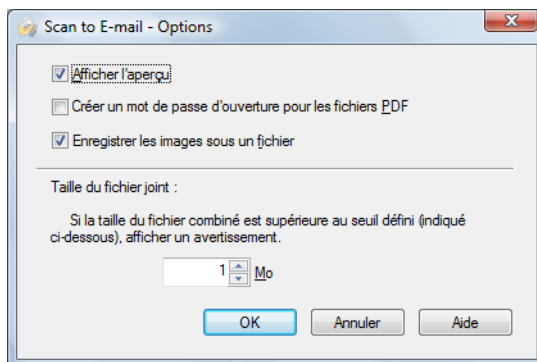 Scan to E-mail - Options
Afficher l'aperçu
Créer un mot de passe d'ouverture pour les fichiers PDF
Enregistrer les images sous un fichier
Taille du fichier joint :
Si la taille du fichier combiné est supérieure au seuil défini (indiqué
ci-dessous), afficher un avertissement.
1 Mo
OK Annuler Aide